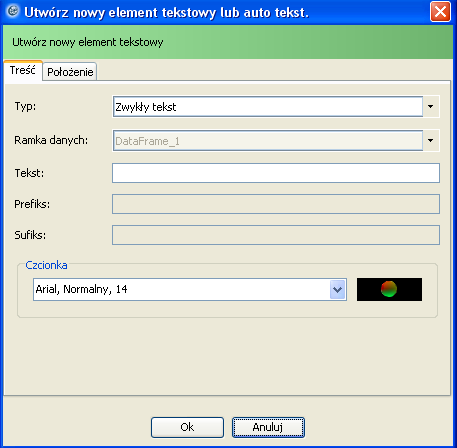 Utwórz nowy element tekstowy lub auto tekst.
Utwórz nowy element tekstowy
Treść Położenie
Typ: Zwykły tekst
Ramka danych: DataFrame_1
Tekst:
Prefiks:
Sufiks:
Czcionka
Arial, Normalny, 14
Ok Anuluj